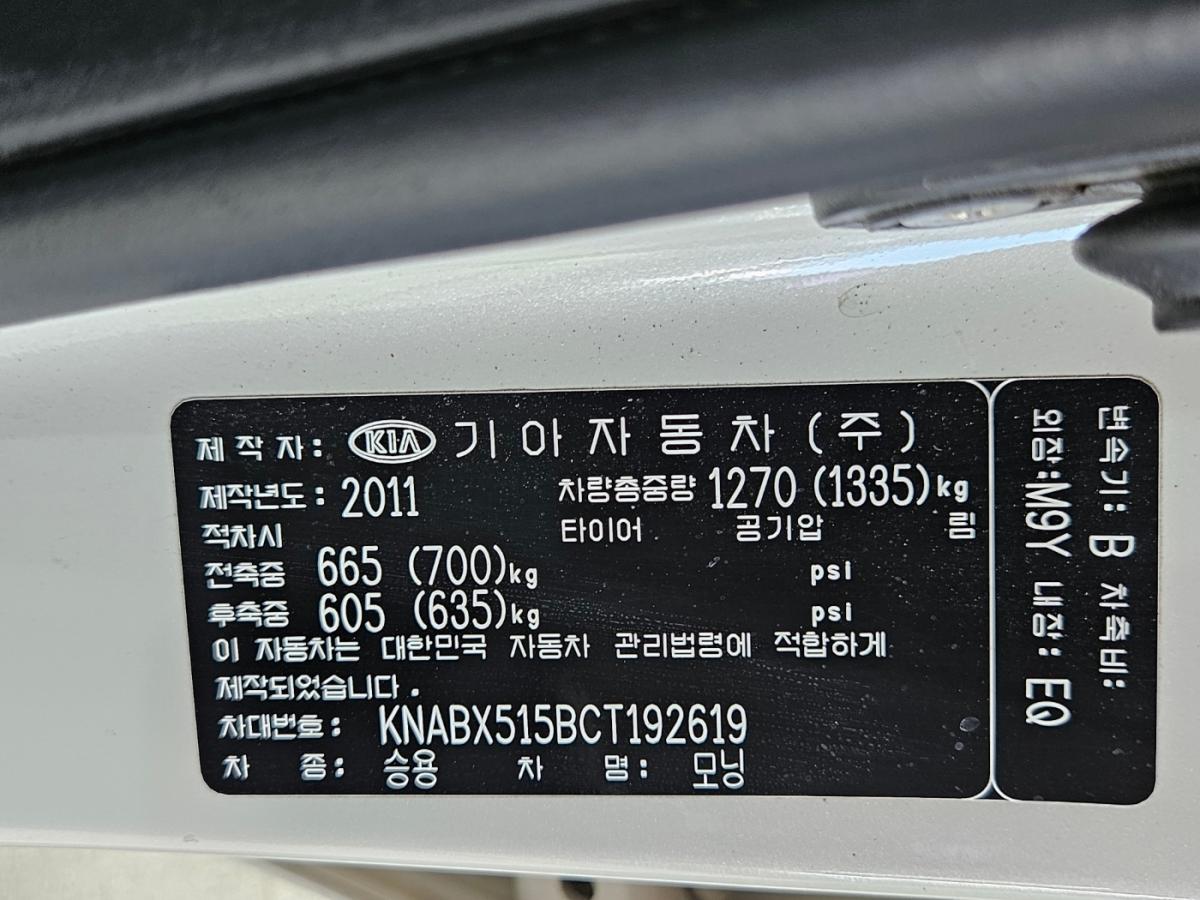 제 작 자 : KIA 기 아 자 동 차 ( 주 )
제작년도 : 2011 차량총중량 1270 (1335)kg
적차시 타이어 공기압 림
전축중 665 (700)kg psi
후축중 605 (635)kg psi
이 자동차는 대한민국 자동차 관리법령에 적합하게
제작되었습니다 .
차대번호 : KNABX515BCT192619
차 종 : 승용 차 명 : 모닝
변속기: B 차축비:
외장:M9Y 내장: EQ